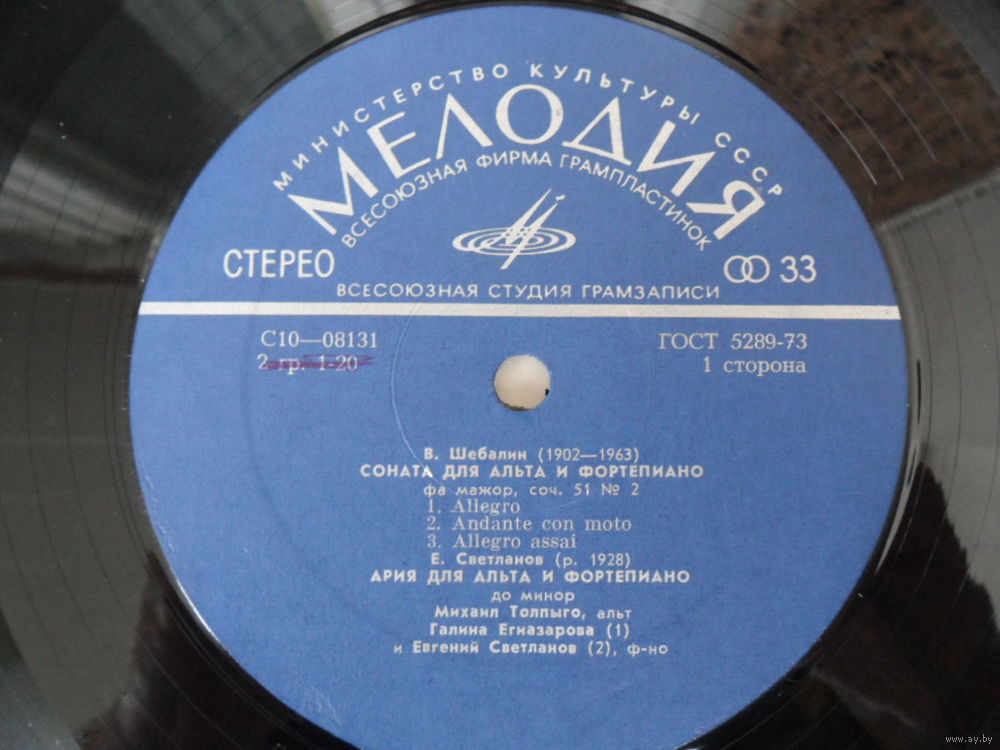 МИНИСТЕРСТВО КУЛЬТУРЫ СССР
МЕЛОДИЯ
ВСЕСОЮЗНАЯ ФИРМА ГРАМПЛАСТИНОК
СТЕРЕО
33
ВСЕСОЮЗНАЯ СТУДИЯ ГРАМЗАПИСИ
С10—08131
ГОСТ 5289-73
2 гр. 1-20
1 сторона
В. Шебалин (1902—1963)
СОНАТА ДЛЯ АЛЬТА И ФОРТЕПИАНО
фа мажор, соч. 51 № 2
1. Allegro
2. Andante con moto
3. Allegro assai
Е. Светланов (р. 1928)
АРИЯ ДЛЯ АЛЬТА И ФОРТЕПИАНО
до минор
Михаил Толпыго, альт
Галина Егиазарова (1)
и Евгений Светланов (2), ф-но
www.ay.by